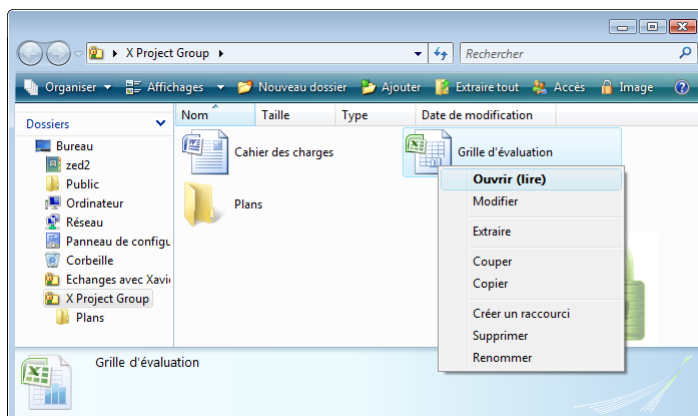 X Project Group
Rechercher
Organiser Affichages Nouveau dossier Ajouter Extraire tout Accès Image
Dossiers
Nom Taille Type Date de modification
Bureau
zed2
Public
Ordinateur
Réseau
Panneau de configu
Corbeille
Echanges avec Xavi
X Project Group
Plans
Cahier des charges
Grille d'évaluation
Plans
Ouvrir (lire)
Modifier
Extraire
Couper
Copier
Créer un raccourci
Supprimer
Renommer
Grille d'évaluation